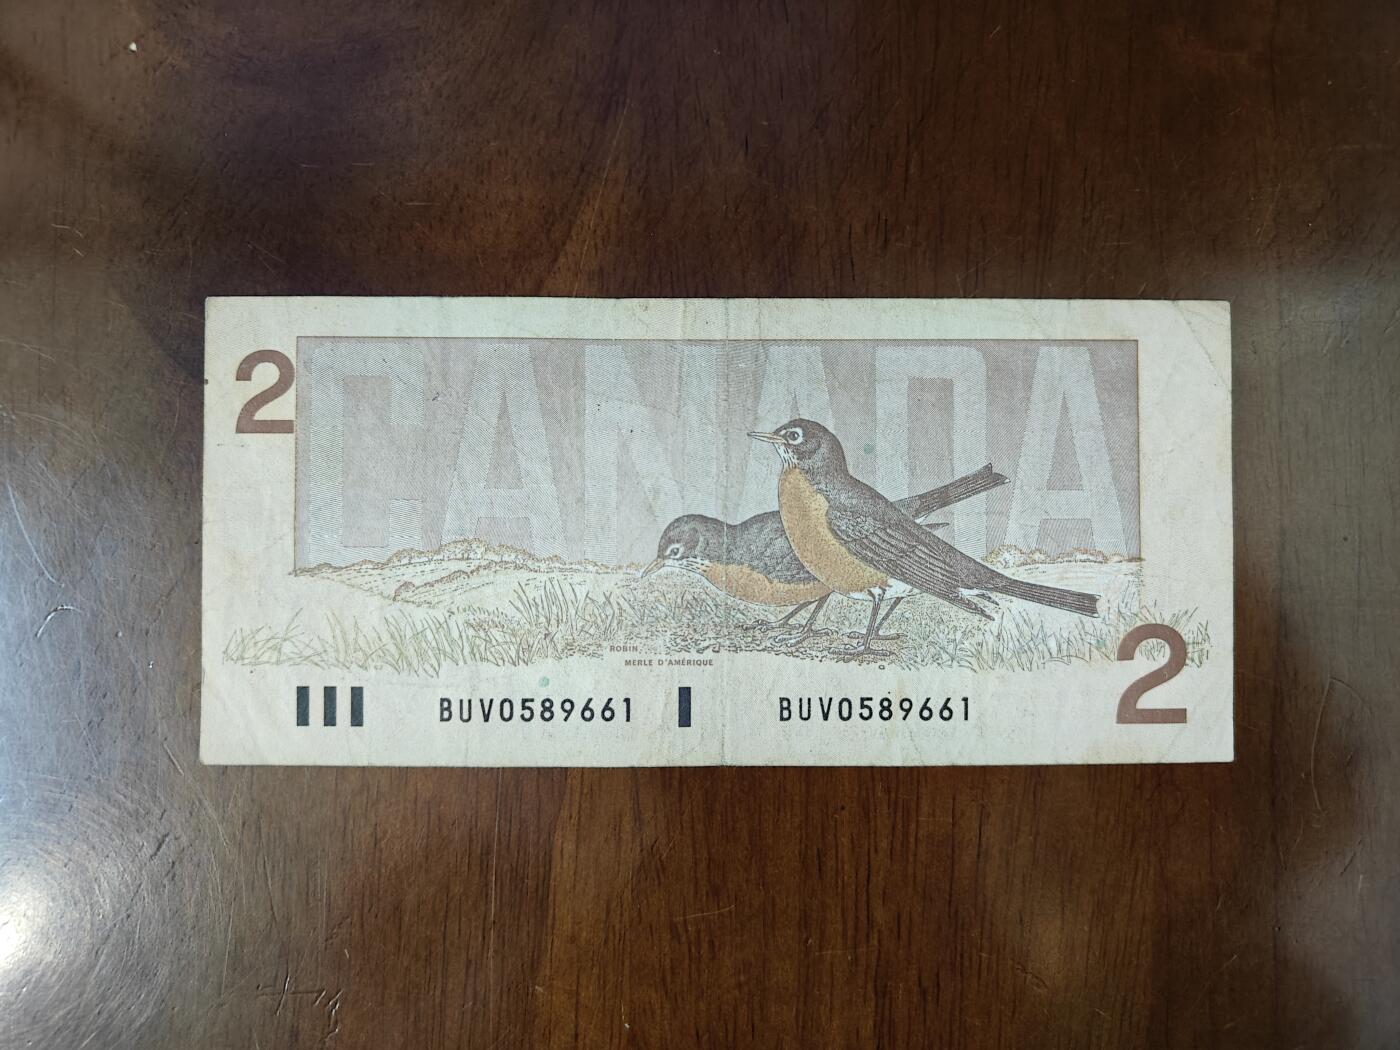 2
CANADA
ROBIN
MERLE D'AMÉRIQUE
BUV0589661 BUV0589661
2